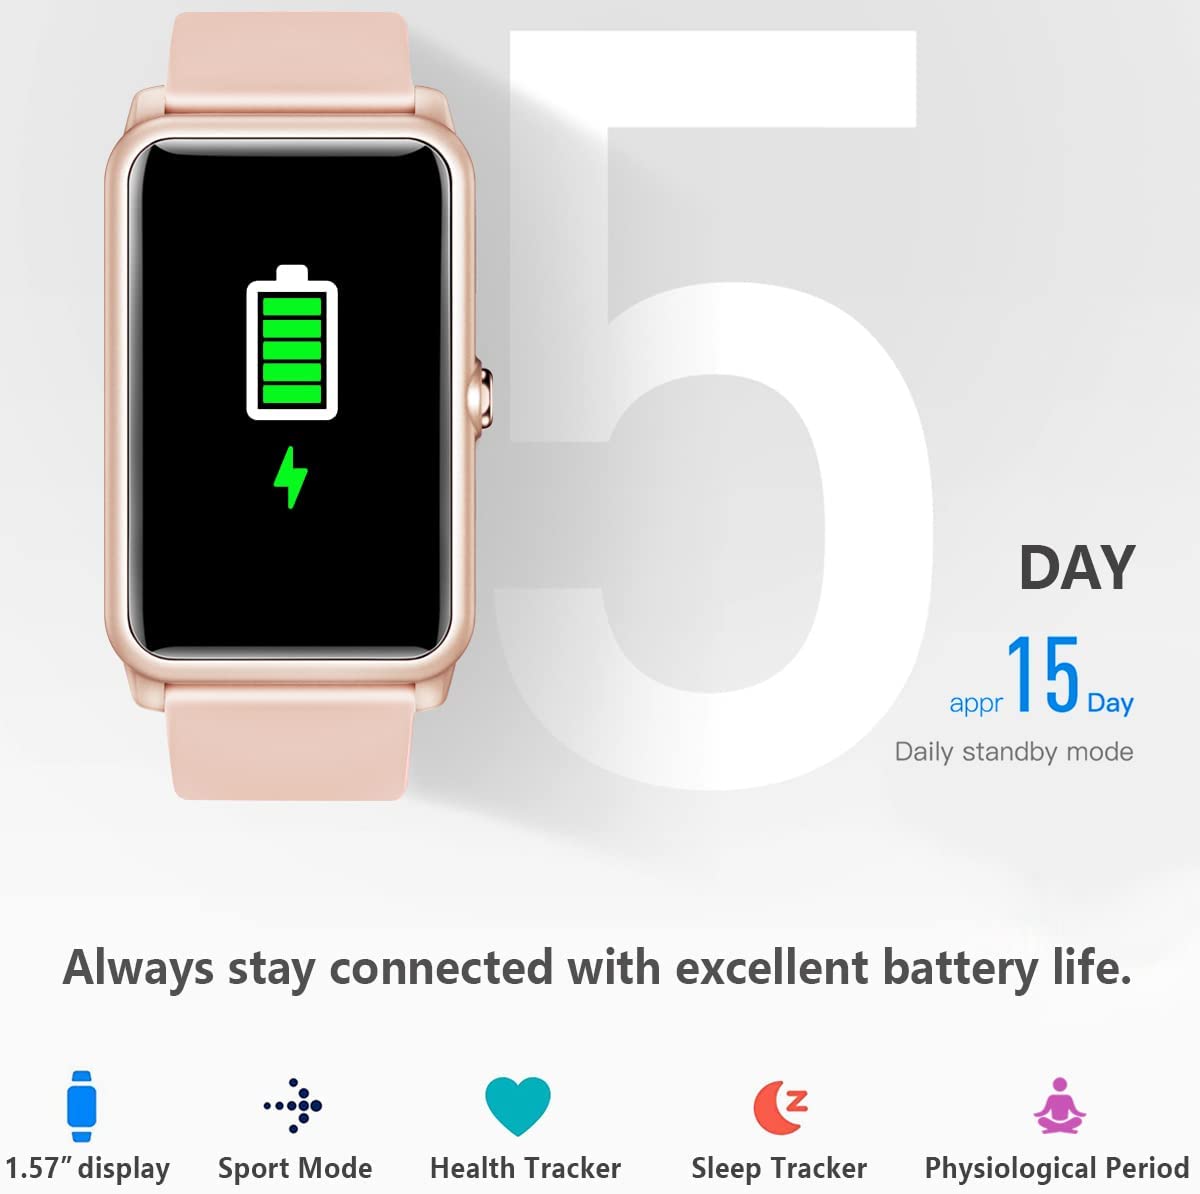 5
DAY
appr 15 Day
Daily standby mode
Always stay connected with excellent battery life.
z
1.57” display
Sport Mode
Health Tracker
Sleep Tracker
Physiological Period